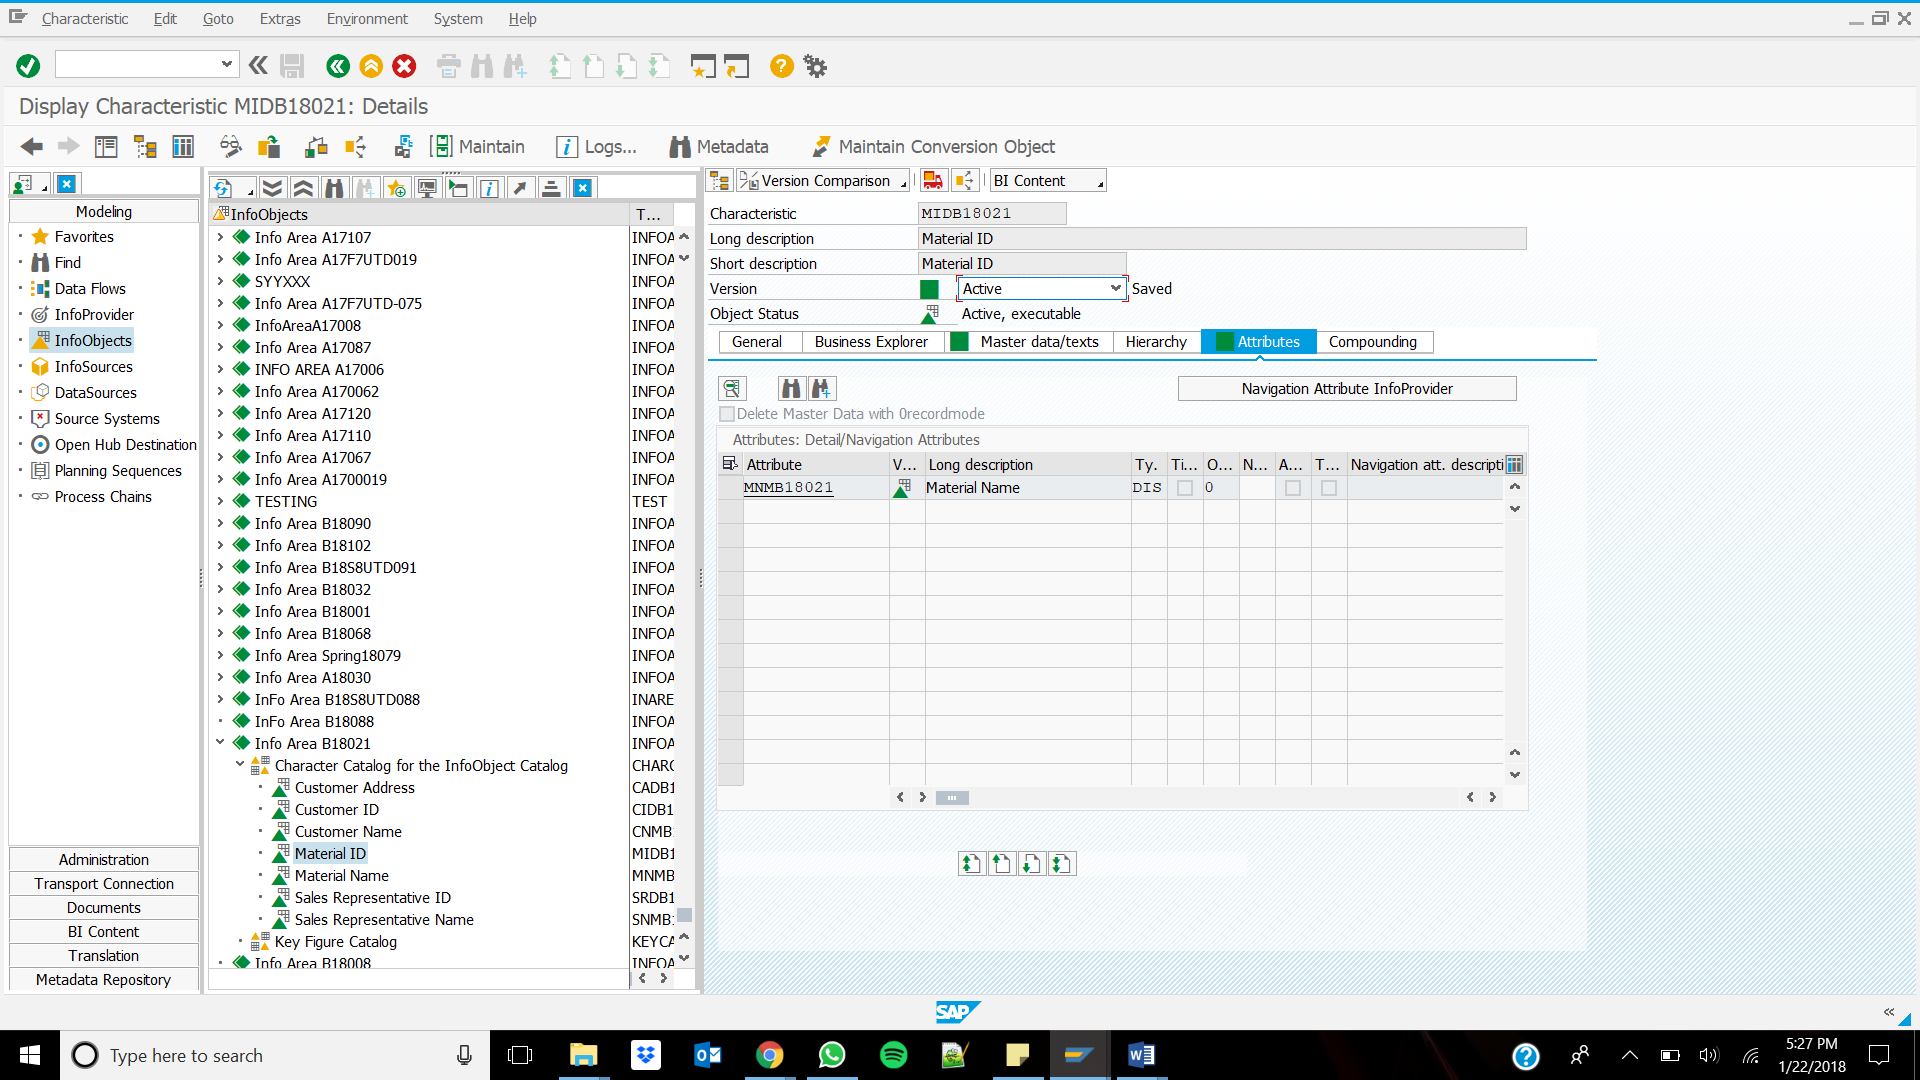 Characteristic Edit Goto Extras Environment System Help
Display Characteristic MIDB18021: Details
Maintain Logs... Metadata Maintain Conversion Object
Modeling
Favorites
Find
Data Flows
InfoProvider
InfoObjects
InfoSources
DataSources
Source Systems
Open Hub Destination
Planning Sequences
Process Chains
Administration
Transport Connection
Documents
BI Content
Translation
Metadata Repository
InfoObjects T...
Info Area A17107 INFOA
Info Area A17F7UTD019 INFOA
SYYXXX INFOA
Info Area A17F7UTD-075 INFOA
InfoAreaA17008 INFOA
Info Area A17087 INFOA
INFO AREA A17006 INFOA
Info Area A170062 INFOA
Info Area A17120 INFOA
Info Area A17110 INFOA
Info Area A17067 INFOA
Info Area A1700019 INFOA
TESTING TEST
Info Area B18090 INFOA
Info Area B18102 INFOA
Info Area B18S8UTD091 INFOA
Info Area B18032 INFOA
Info Area B18001 INFOA
Info Area B18068 INFOA
Info Area Spring18079 INFOA
Info Area A18030 INFOA
InFo Area B18S8UTD088 INARE
InFo Area B18088 INFOA
Info Area B18021 INFOA
Character Catalog for the InfoObject Catalog CHARC
Customer Address CADB1
Customer ID CIDB1
Customer Name CNMB
Material ID MIDB1
Material Name MNMB
Sales Representative ID SRDB1
Sales Representative Name SNMB
Key Figure Catalog KEYCA
Info Area B18008 INFOA
Version Comparison BI Content
Characteristic MIDB18021
Long description Material ID
Short description Material ID
Version Active Saved
Object Status Active, executable
General Business Explorer Master data/texts Hierarchy Attributes Compounding
Navigation Attribute InfoProvider
Delete Master Data with 0recordmode
Attributes: Detail/Navigation Attributes
Attribute V... Long description Ty. Ti... O... N... A... T... Navigation att. descripti
MNMB18021 Material Name DIS 0
SAP
Type here to search
5:27 PM
1/22/2018